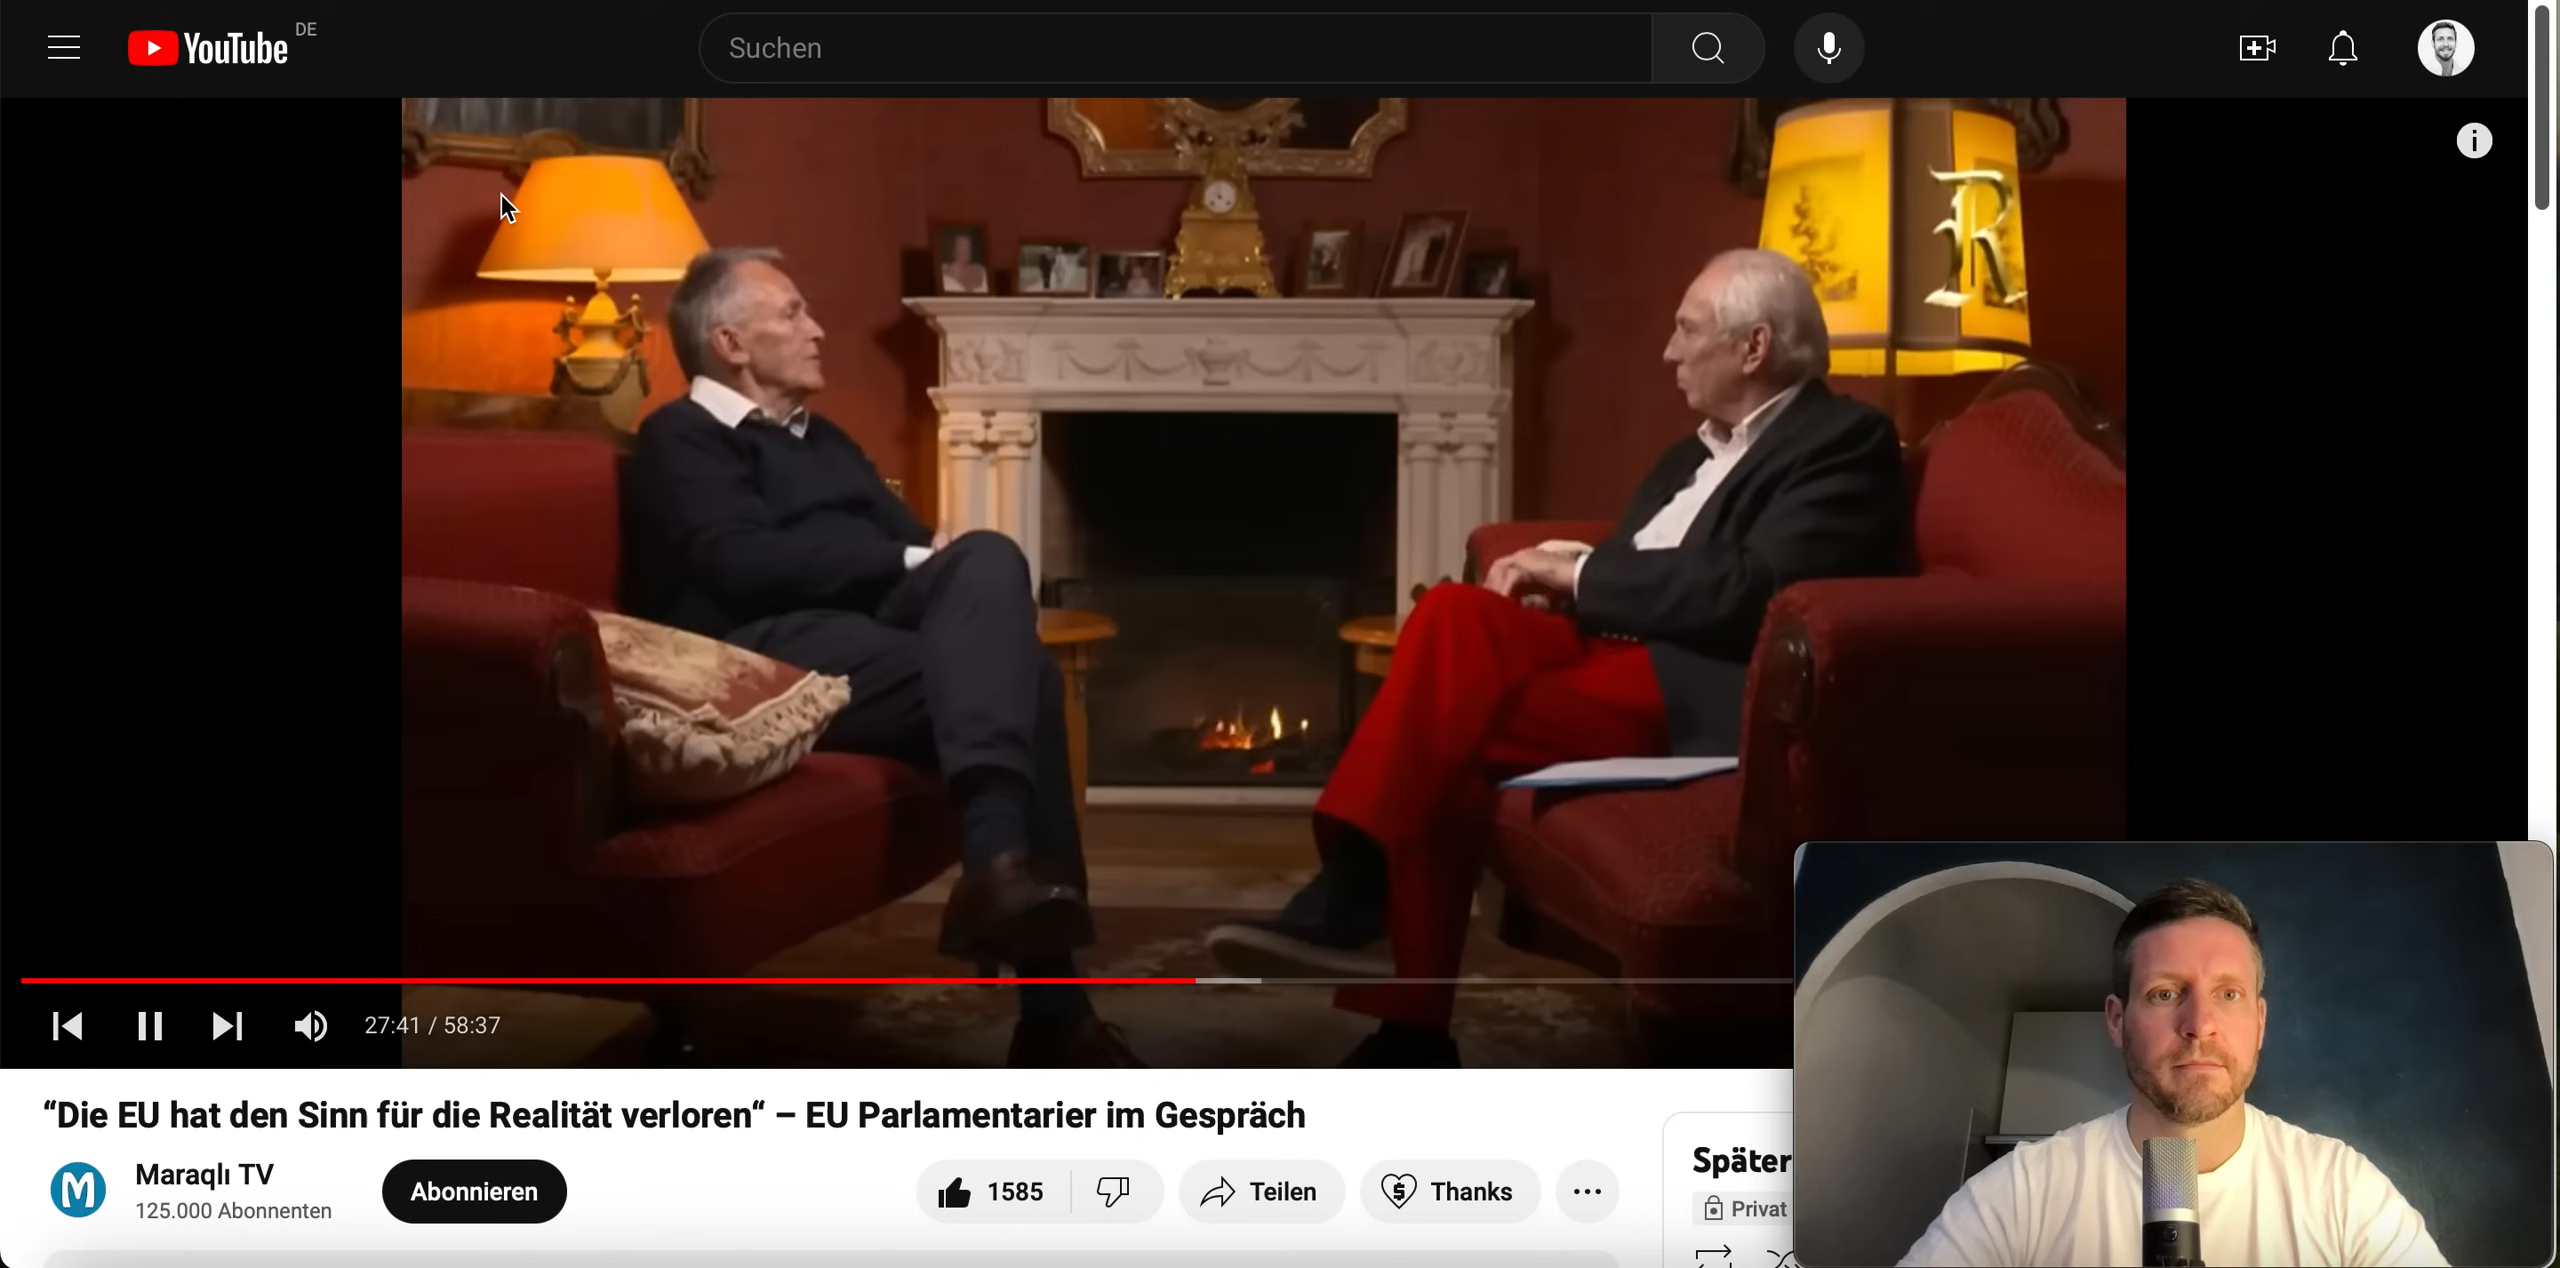 YouTube DE
Suchen
R
27:41 / 58:37
“Die EU hat den Sinn für die Realität verloren“ – EU Parlamentarier im Gespräch
M
Maraqlı TV
125.000 Abonnenten
Abonnieren
1585
Teilen
Thanks
Später
Privat